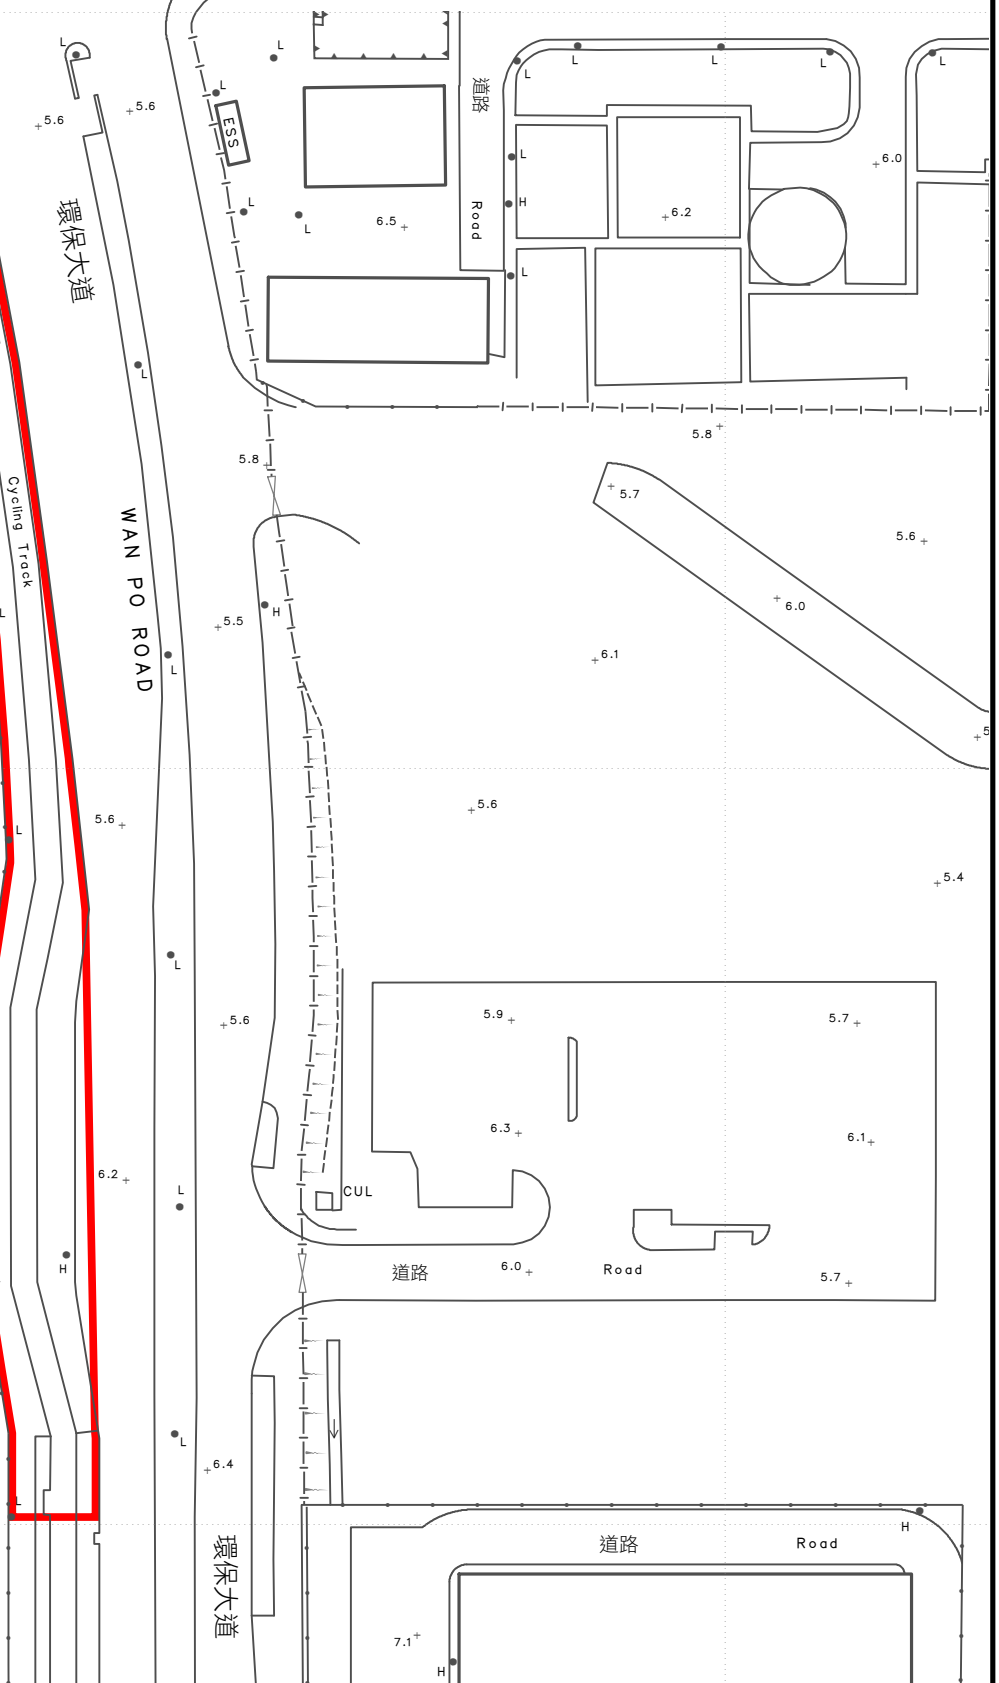 L
L
道路
L
L
L
L
L
5.6
5.6
L
ESS
L
6.0
環保大道
L
H
6.2
Road
6.5
L
L
L
5.8
5.8
Cycling Track
5.7
WAN PO ROAD
5.6
L
H
5.5
6.0
6.1
L
5
5.6
5.6
L
5.4
L
5.6
5.9
5.7
6.3
6.1
6.2
L
CUL
H
道路
6.0
Road
5.7
L
6.4
L
環保大道
道路
Road
H
7.1
H